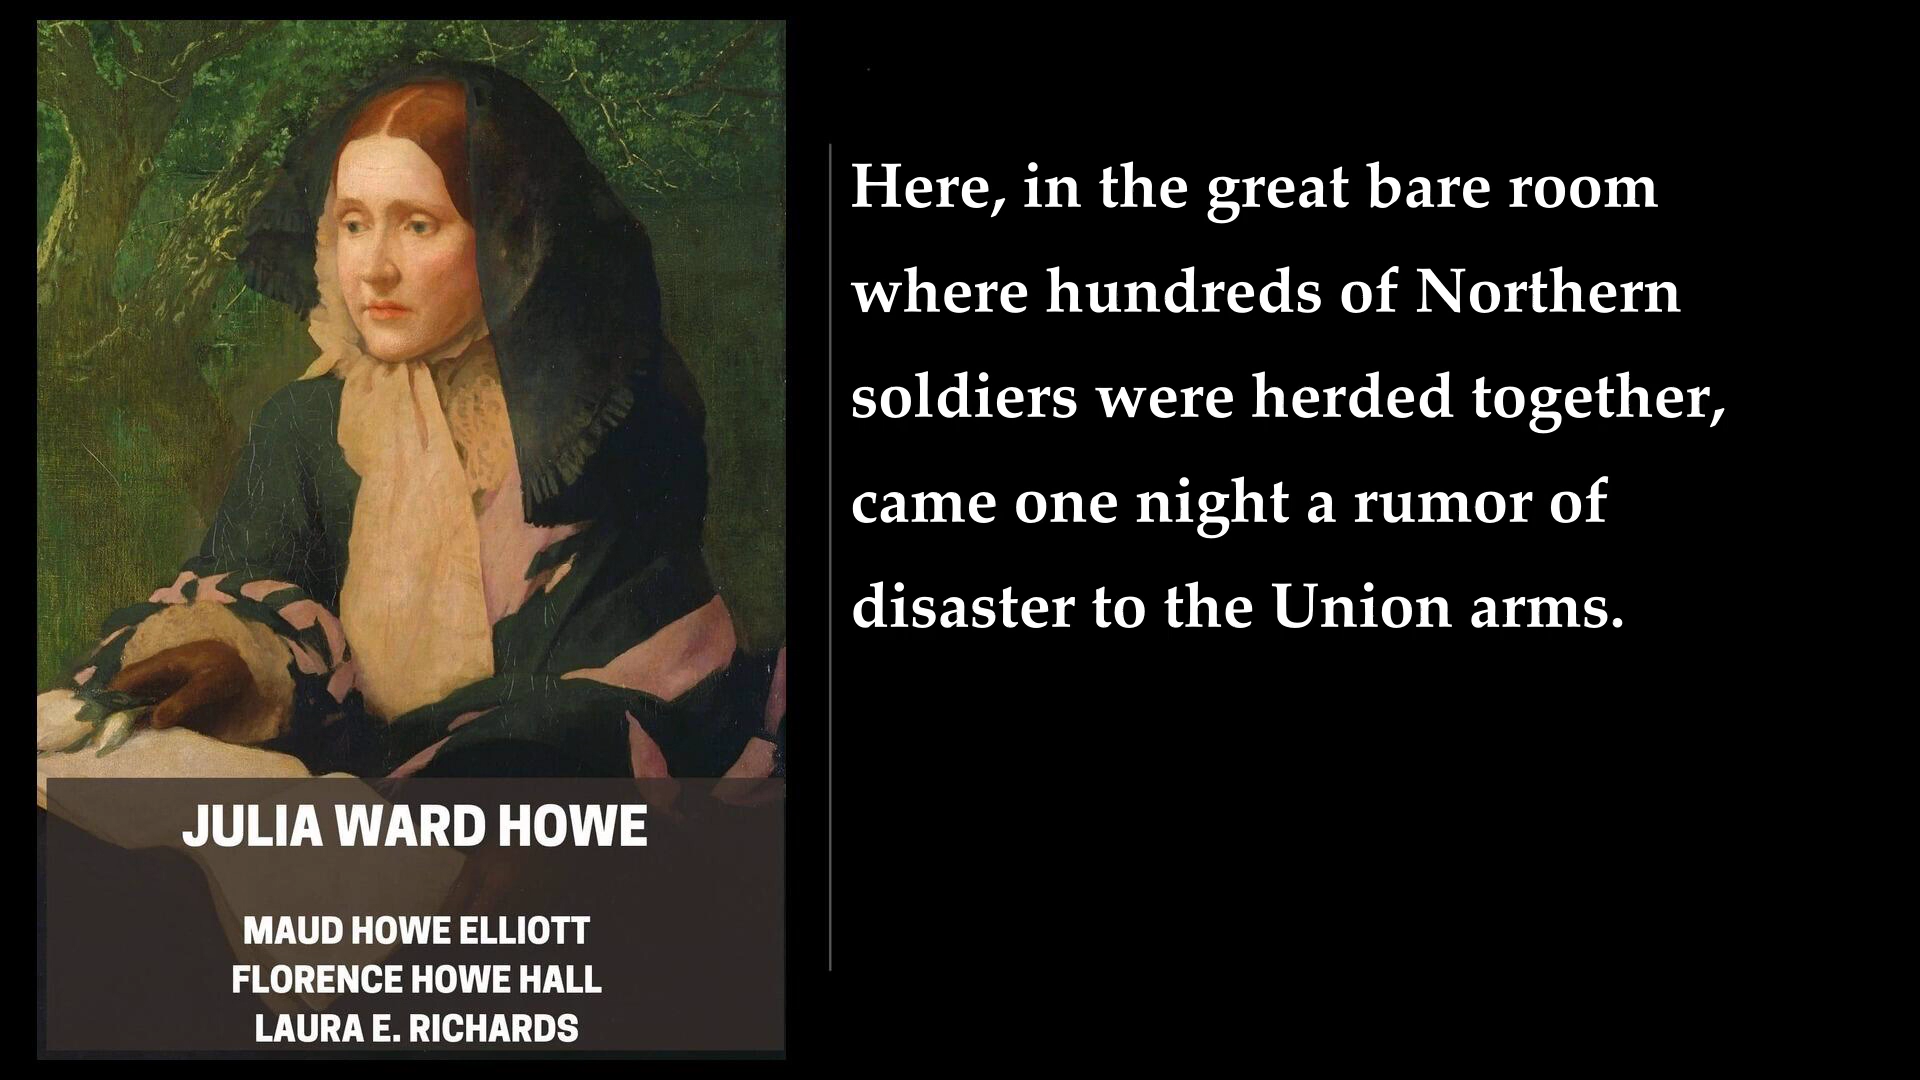 Here, in the great bare room
where hundreds of Northern
soldiers were herded together,
came one night a rumor of
disaster to the Union arms.
JULIA WARD HOWE
MAUD HOWE ELLIOTT
FLORENCE HOWE HALL
LAURA E. RICHARDS